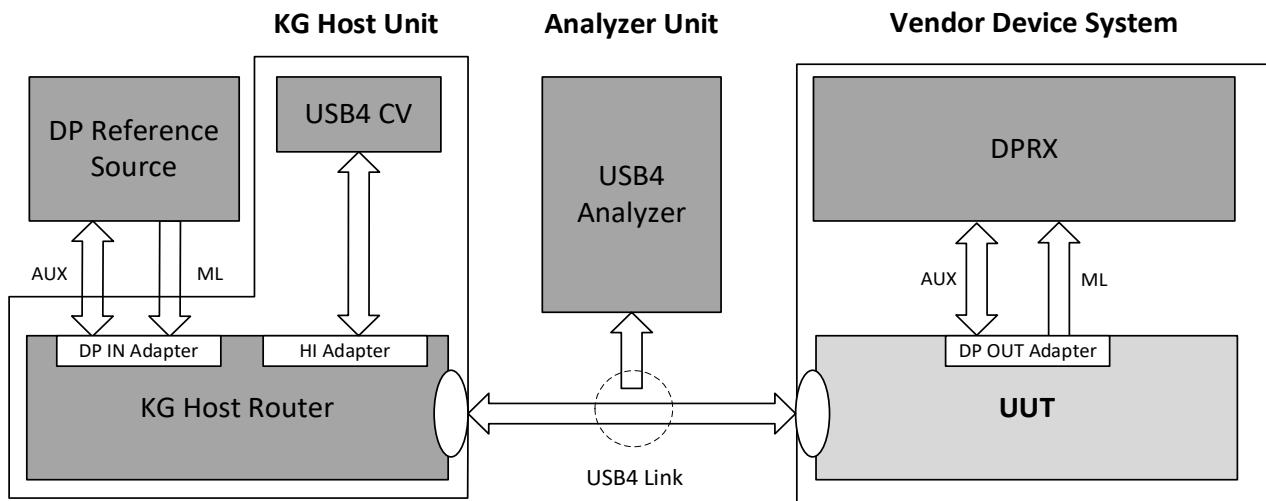 KG Host Unit
Analyzer Unit
Vendor Device System
DP Reference
Source
USB4 CV
USB4
Analyzer
DPRX
AUX
ML
AUX
ML
DP IN Adapter
HI Adapter
DP OUT Adapter
KG Host Router
UUT
USB4 Link